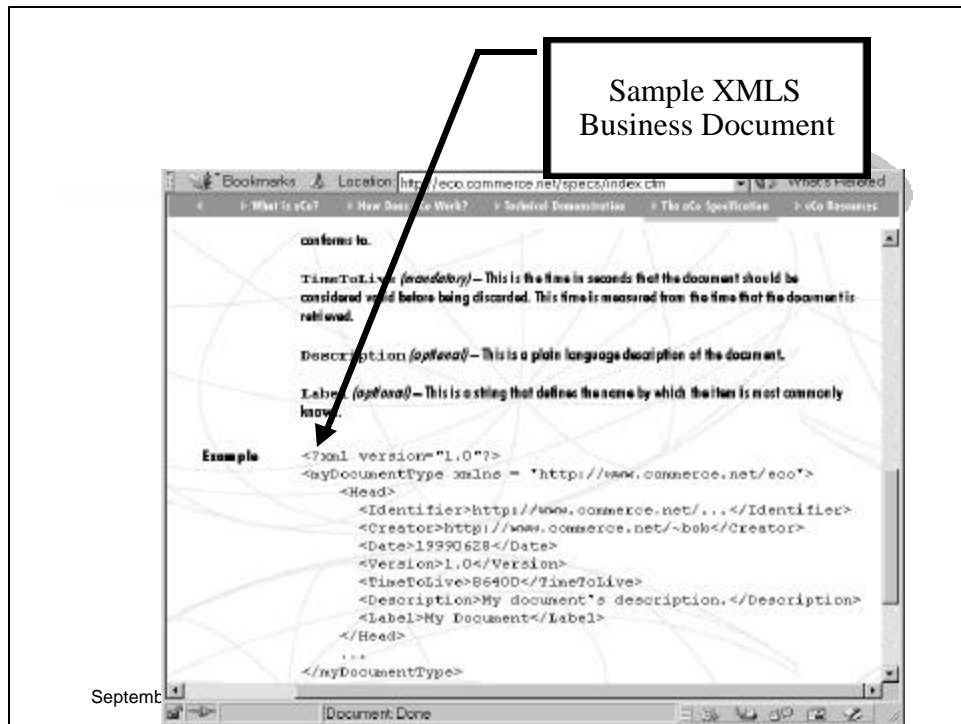 Sample XMLS
Business Document
Bookmarks Location http://eco.commerce.net/specs/index.cfm What's Related
What is eCo? How Does eCo Work? Technical Demonstration The eCo Specification eCo Resources
conforms to.
TimeToLive (mandatory) – This is the time in seconds that the document should be
considered valid before being discarded. This time is measured from the time that the document is
retrieved.
Description (optional) – This is a plain language description of the document.
Label (optional) – This is a string that defines the name by which the item is most commonly
known.
Example <?xml version="1.0"?>
<myDocumentType xmlns = "http://www.commerce.net/eco">
<Head>
<Identifier>http://www.commerce.net/...</Identifier>
<Creator>http://www.commerce.net/~bob</Creator>
<Date>19990628</Date>
<Version>1.0</Version>
<TimeToLive>86400</TimeToLive>
<Description>My document's description.</Description>
<Label>My Document</Label>
</Head>
...
</myDocumentType>
Septemb
Document: Done